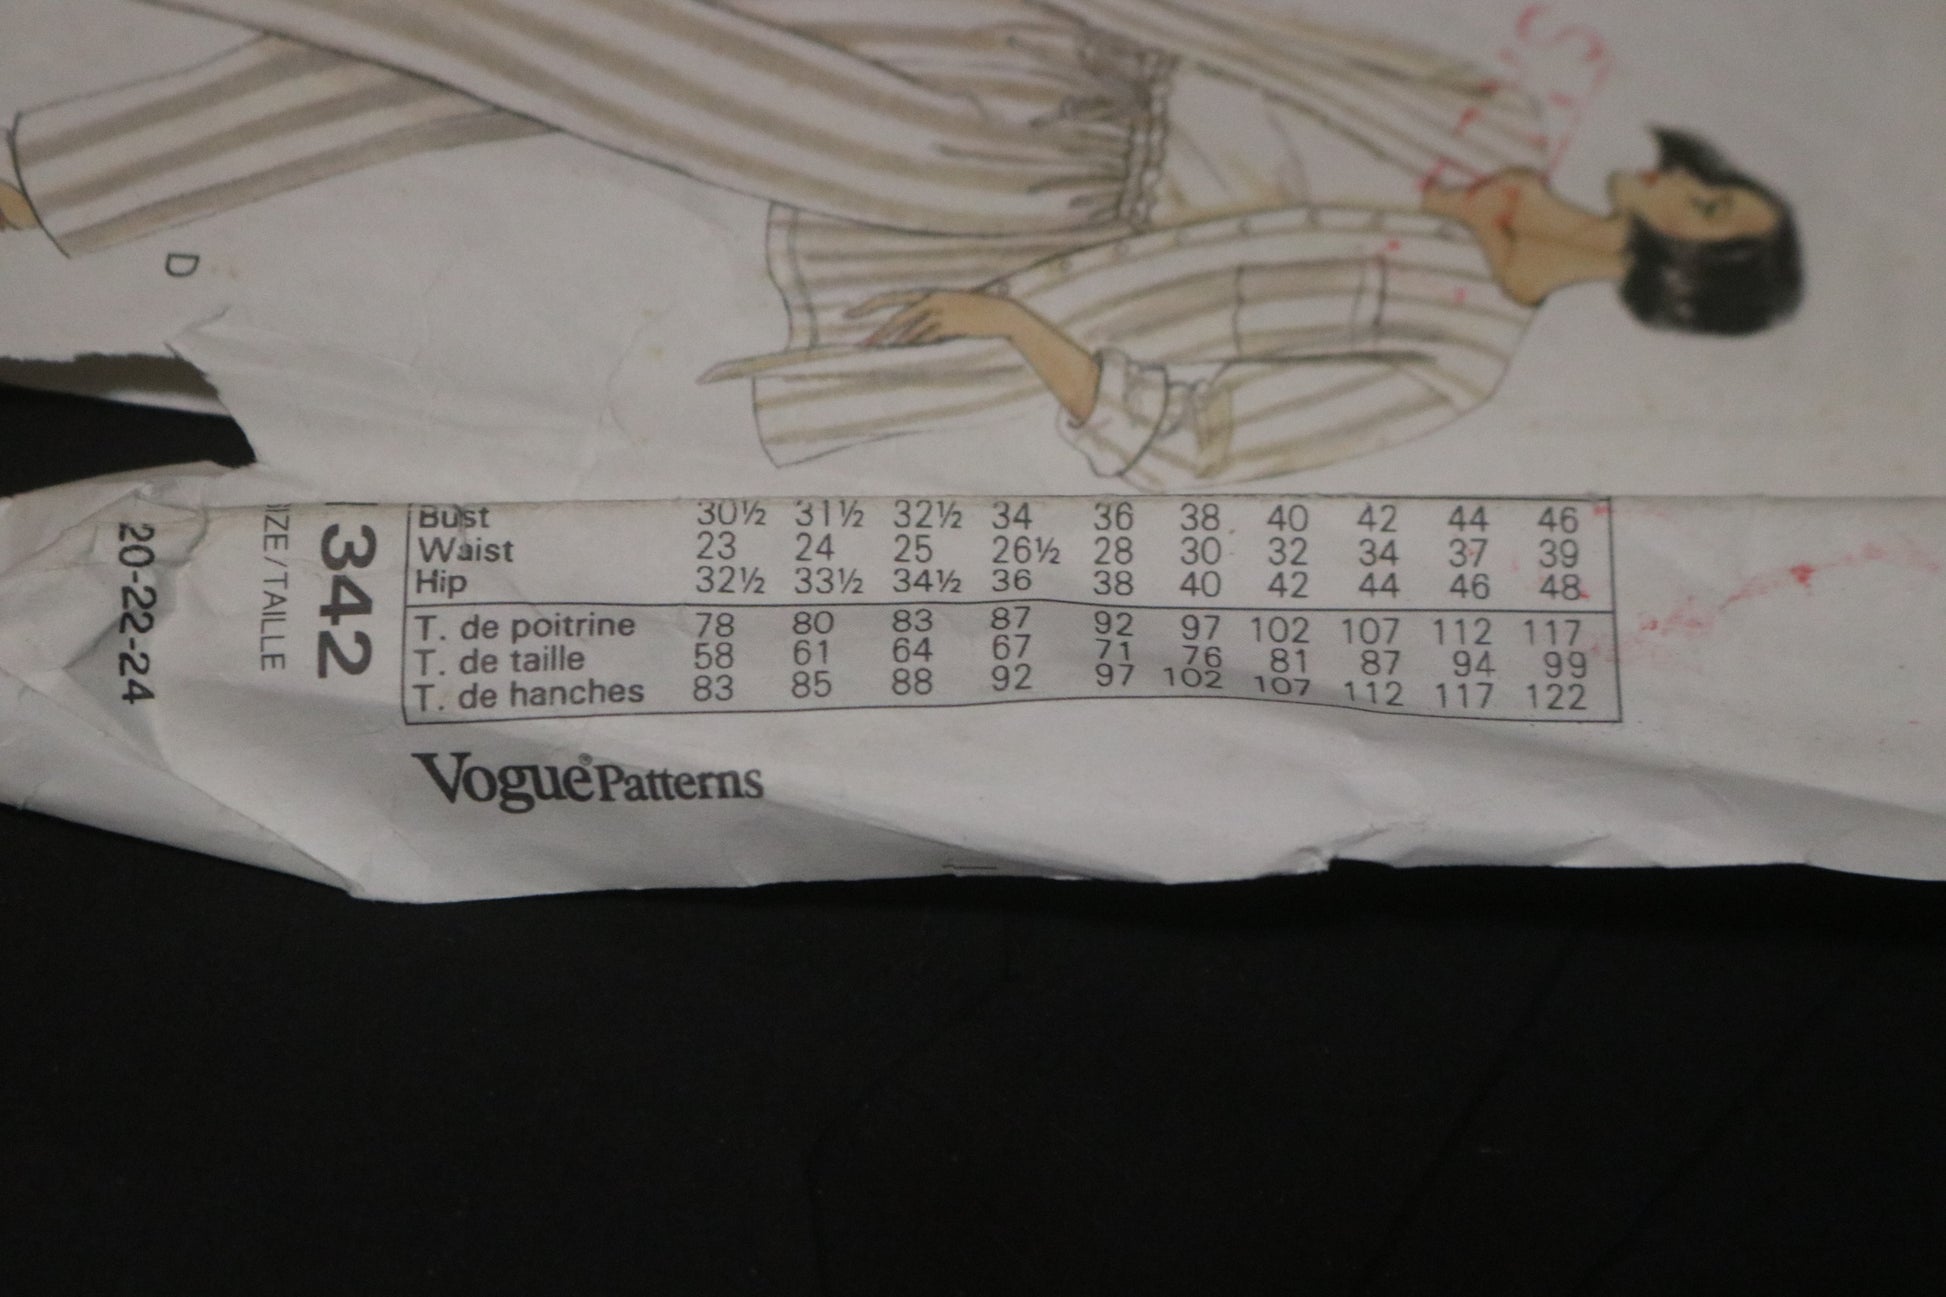 D
Bust 30½ 31½ 32½ 34 36 38 40 42 44 46
Waist 23 24 25 26½ 28 30 32 34 37 39
Hip 32½ 33½ 34½ 36 38 40 42 44 46 48
T. de poitrine 78 80 83 87 92 97 102 107 112 117
T. de taille 58 61 64 67 71 76 81 87 94 99
T. de hanches 83 85 88 92 97 102 107 112 117 122
Vogue® Patterns
342
IZE/TAILLE
20-22-24